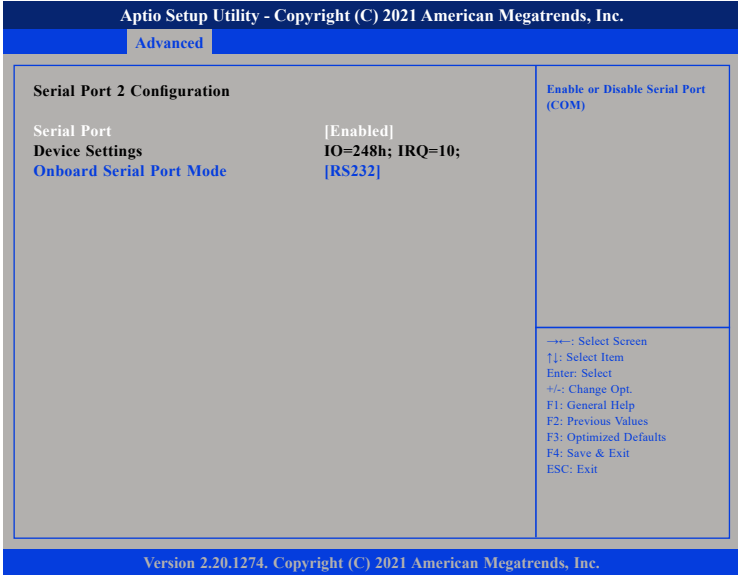 Aptio Setup Utility - Copyright (C) 2021 American Megatrends, Inc.
Advanced
Serial Port 2 Configuration
Serial Port [Enabled]
Device Settings IO=248h; IRQ=10;
Onboard Serial Port Mode [RS232]
Enable or Disable Serial Port
(COM)
→←: Select Screen
↑↓: Select Item
Enter: Select
+/-: Change Opt.
F1: General Help
F2: Previous Values
F3: Optimized Defaults
F4: Save & Exit
ESC: Exit
Version 2.20.1274. Copyright (C) 2021 American Megatrends, Inc.